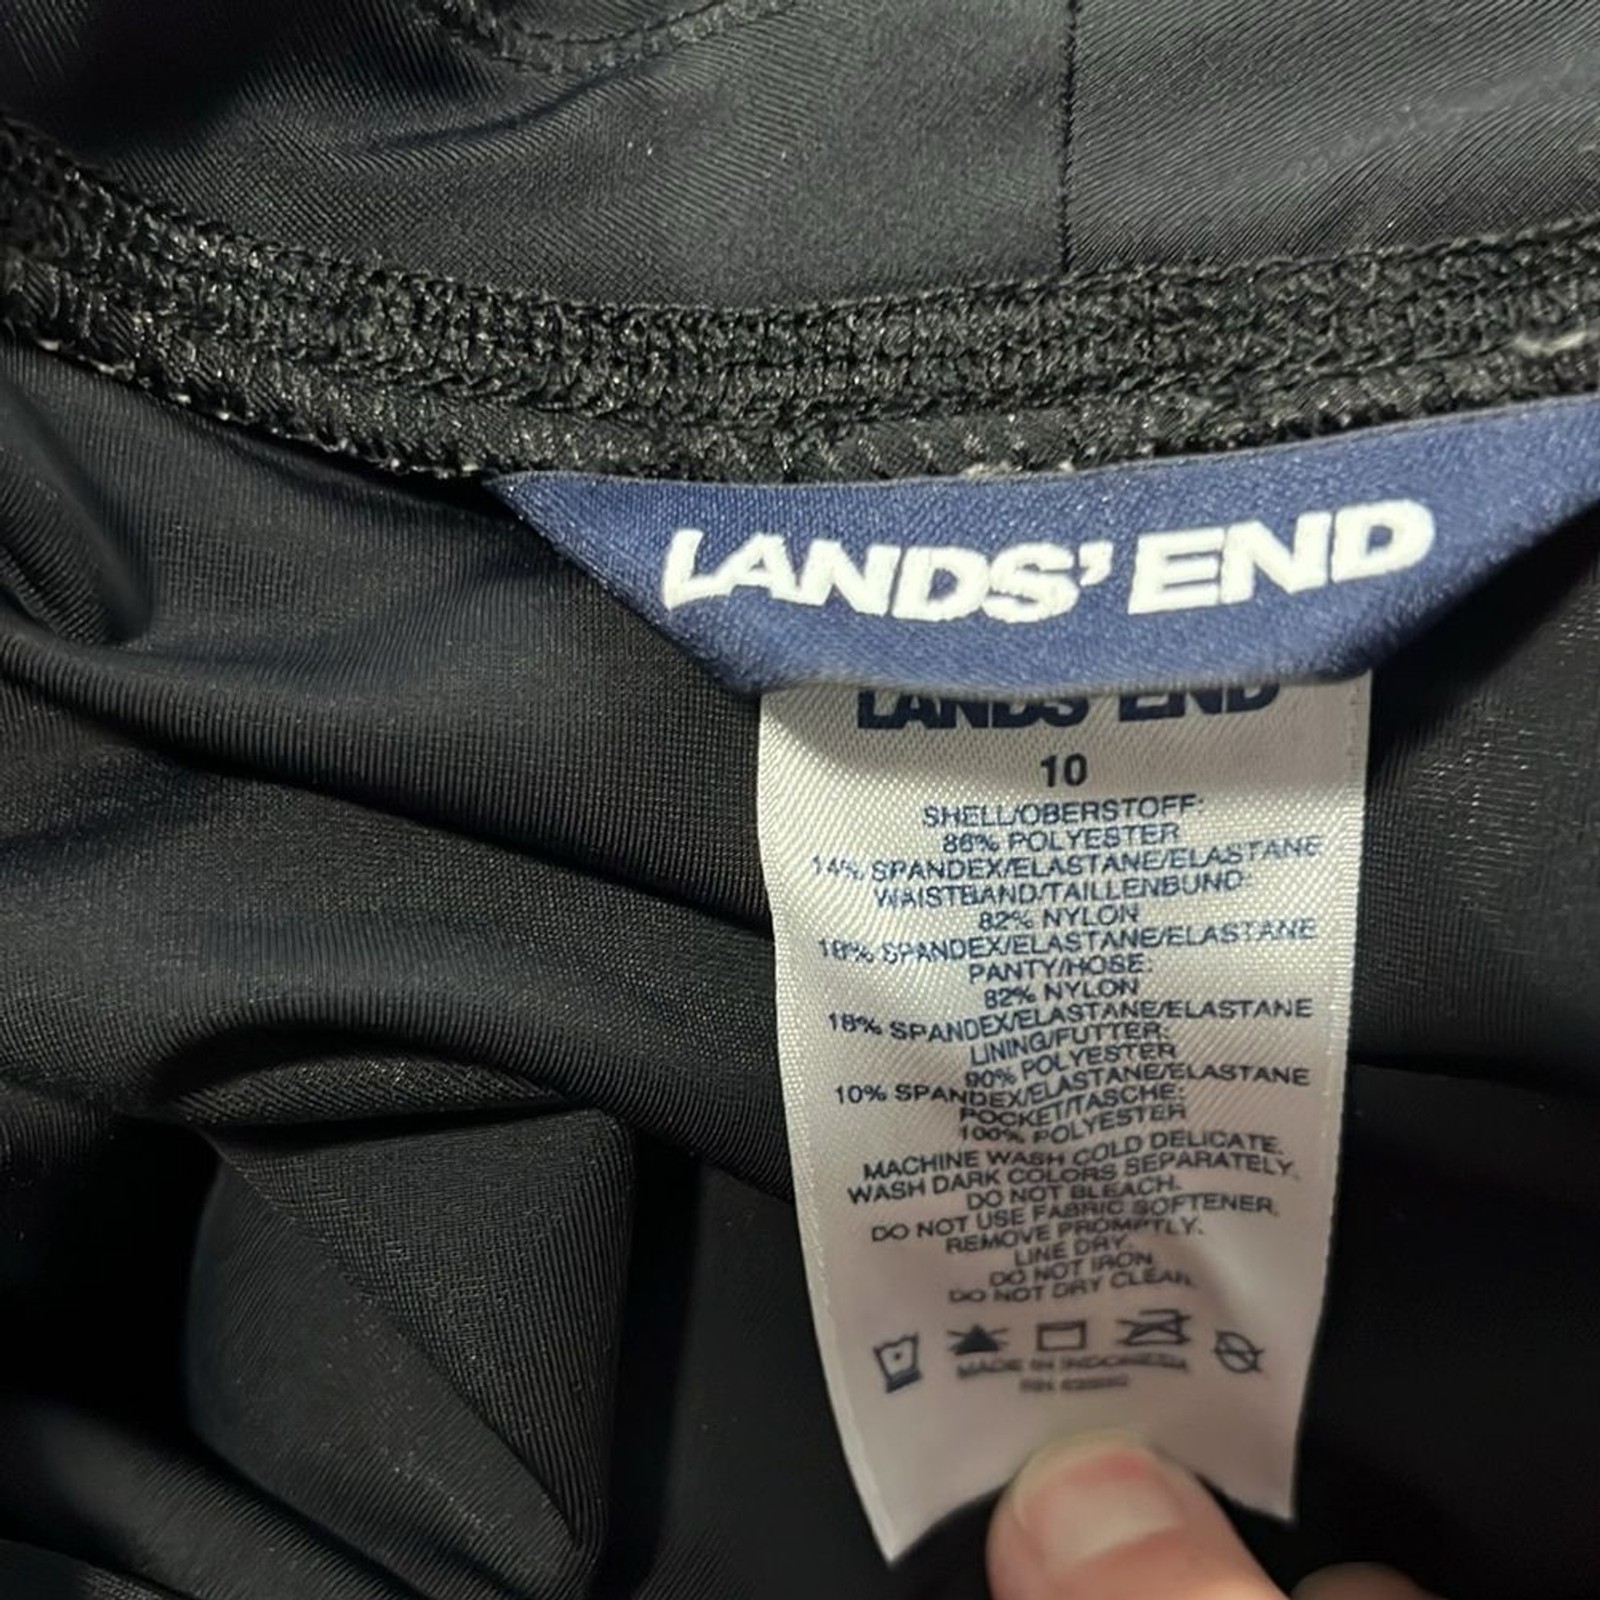 LANDS' END
LANDS' END
10
SHELL/OBERSTOFF:
86% POLYESTER
14% SPANDEX/ELASTANE/ELASTANE
WAISTBAND/TAILLENBUND:
82% NYLON
18% SPANDEX/ELASTANE/ELASTANE
PANTY/HOSE:
82% NYLON
18% SPANDEX/ELASTANE/ELASTANE
LINING/FUTTER:
90% POLYESTER
10% SPANDEX/ELASTANE/ELASTANE
POCKET/TASCHE:
100% POLYESTER
MACHINE WASH COLD DELICATE.
WASH DARK COLORS SEPARATELY.
DO NOT BLEACH.
DO NOT USE FABRIC SOFTENER.
REMOVE PROMPTLY.
LINE DRY
DO NOT IRON
DO NOT DRY CLEAN.
MADE IN INDONESIA
RN